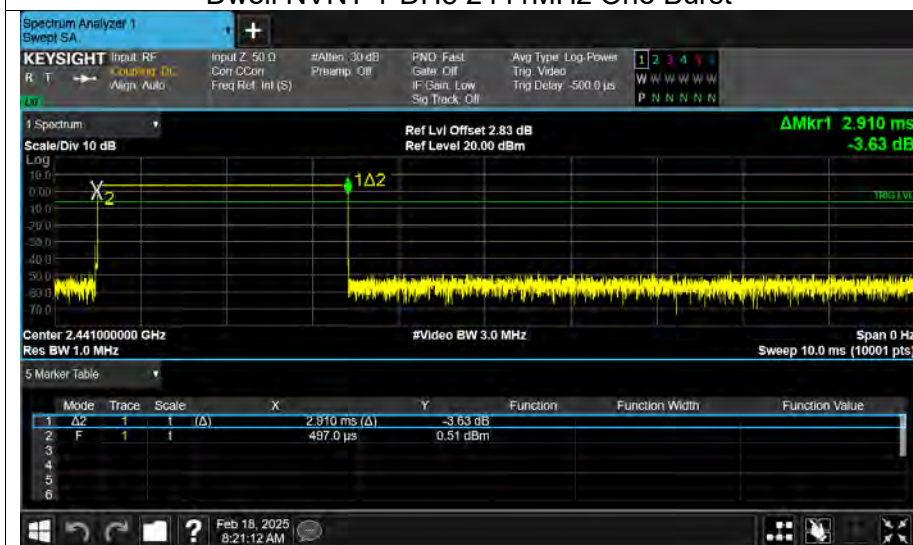 Dwell NVNT 1-DH5 2441MHz One Burst
Spectrum Analyzer 1
Swept SA
+
KEYSIGHT Input: RF Input Z: 50 Ω #Atten: 30 dB PNO: Fast Avg Type: Log-Power 1 2 3 4 5 6
R T Coupling: DC Corr CCorr Preamp: Off Gate: Off Trig: Video W W W W W W
Align: Auto Freq Ref: Int (S) IF Gain: Low Trig Delay: -500.0 µs P N N N N N
Sig Track: Off
1 Spectrum Ref Lvl Offset 2.83 dB ΔMkr1 2.910 ms
Scale/Div 10 dB Ref Level 20.00 dBm -3.63 dB
Log
10.0
0.00
-10.0
-20.0
-30.0
-40.0
-50.0
-60.0
-70.0
X2
1Δ2
TRIG LVL
Center 2.441000000 GHz #Video BW 3.0 MHz Span 0 Hz
Res BW 1.0 MHz Sweep 10.0 ms (10001 pts)
5 Marker Table
Mode Trace Scale X Y Function Function Width Function Value
1 Δ2 1 t (Δ) 2.910 ms (Δ) -3.63 dB
2 F 1 t 497.0 µs 0.51 dBm
3
4
5
6
? Feb 18, 2025
8:21:12 AM